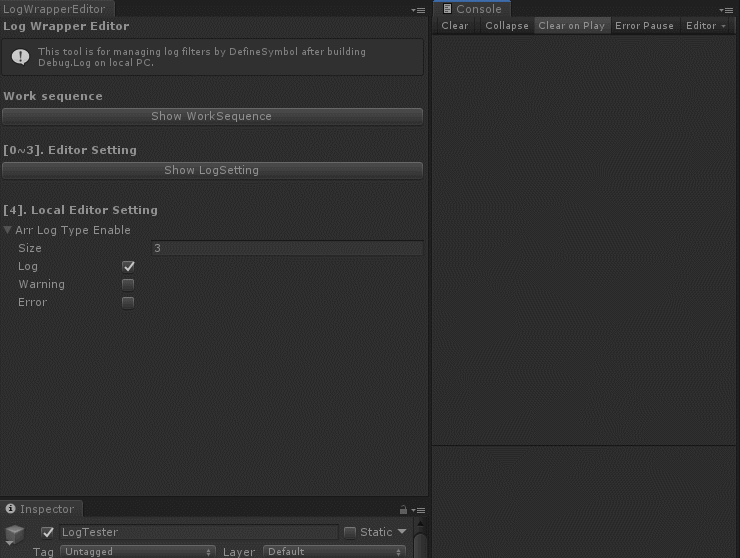 LogWrapperEditor
Log Wrapper Editor
This tool is for managing log filters by DefineSymbol after building
Debug.Log on local PC.
Work sequence
Show WorkSequence
[0~3]. Editor Setting
Show LogSetting
[4]. Local Editor Setting
Arr Log Type Enable
Size 3
Log
Warning
Error
Inspector
LogTester Static
Tag Untagged Layer Default
Console
Clear Collapse Clear on Play Error Pause Editor